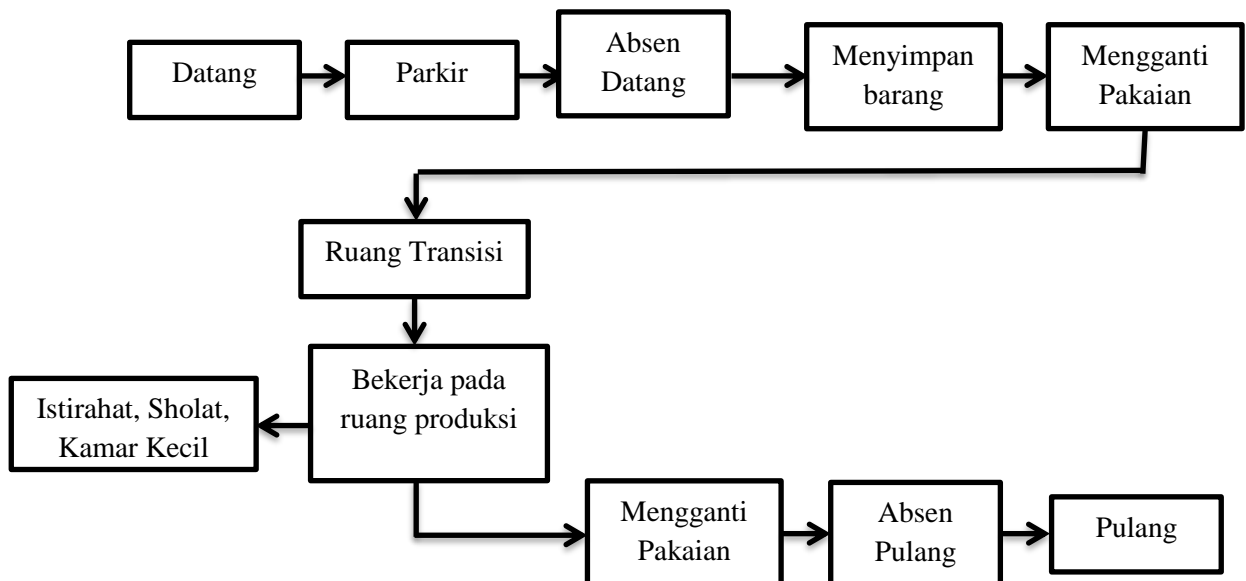 Datang
Parkir
Absen
Datang
Menyimpan
barang
Mengganti
Pakaian
Ruang Transisi
Bekerja pada
ruang produksi
Istirahat, Sholat,
Kamar Kecil
Mengganti
Pakaian
Absen
Pulang
Pulang